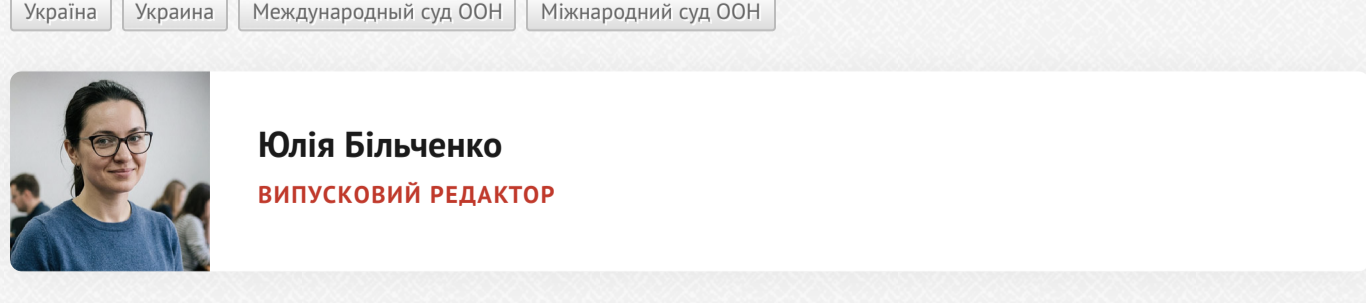 Україна Украина Международный суд ООН Міжнародний суд ООН
Юлія Більченко
ВИПУСКОВИЙ РЕДАКТОР